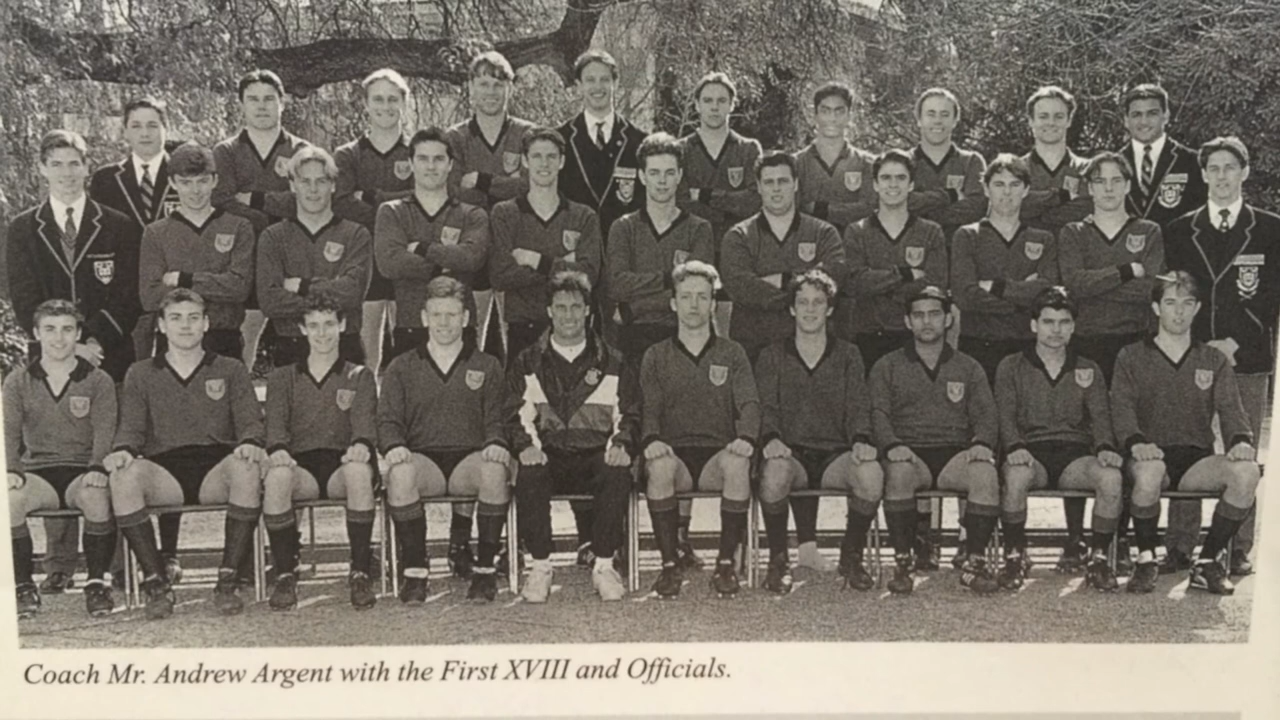 Coach Mr. Andrew Argent with the First XVIII and Officials.